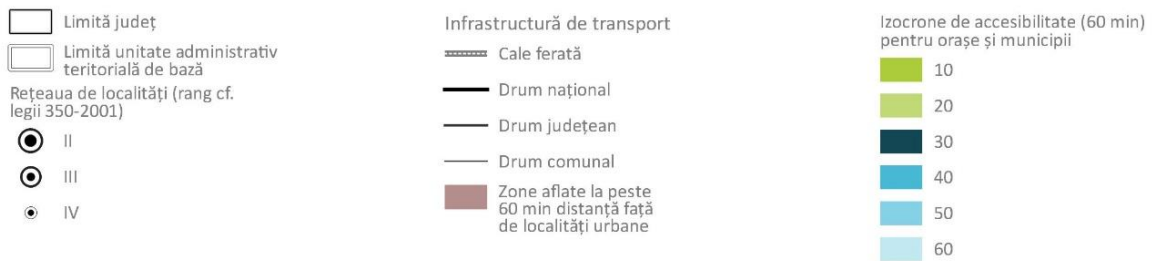 Limită județ
Limită unitate administrativ
teritorială de bază
Rețeaua de localități (rang cf.
legii 350-2001)
II
III
IV
Infrastructură de transport
Cale ferată
Drum național
Drum județean
Drum comunal
Zone aflate la peste
60 min distanță față
de localități urbane
Izocrone de accesibilitate (60 min)
pentru orașe și municipii
10
20
30
40
50
60